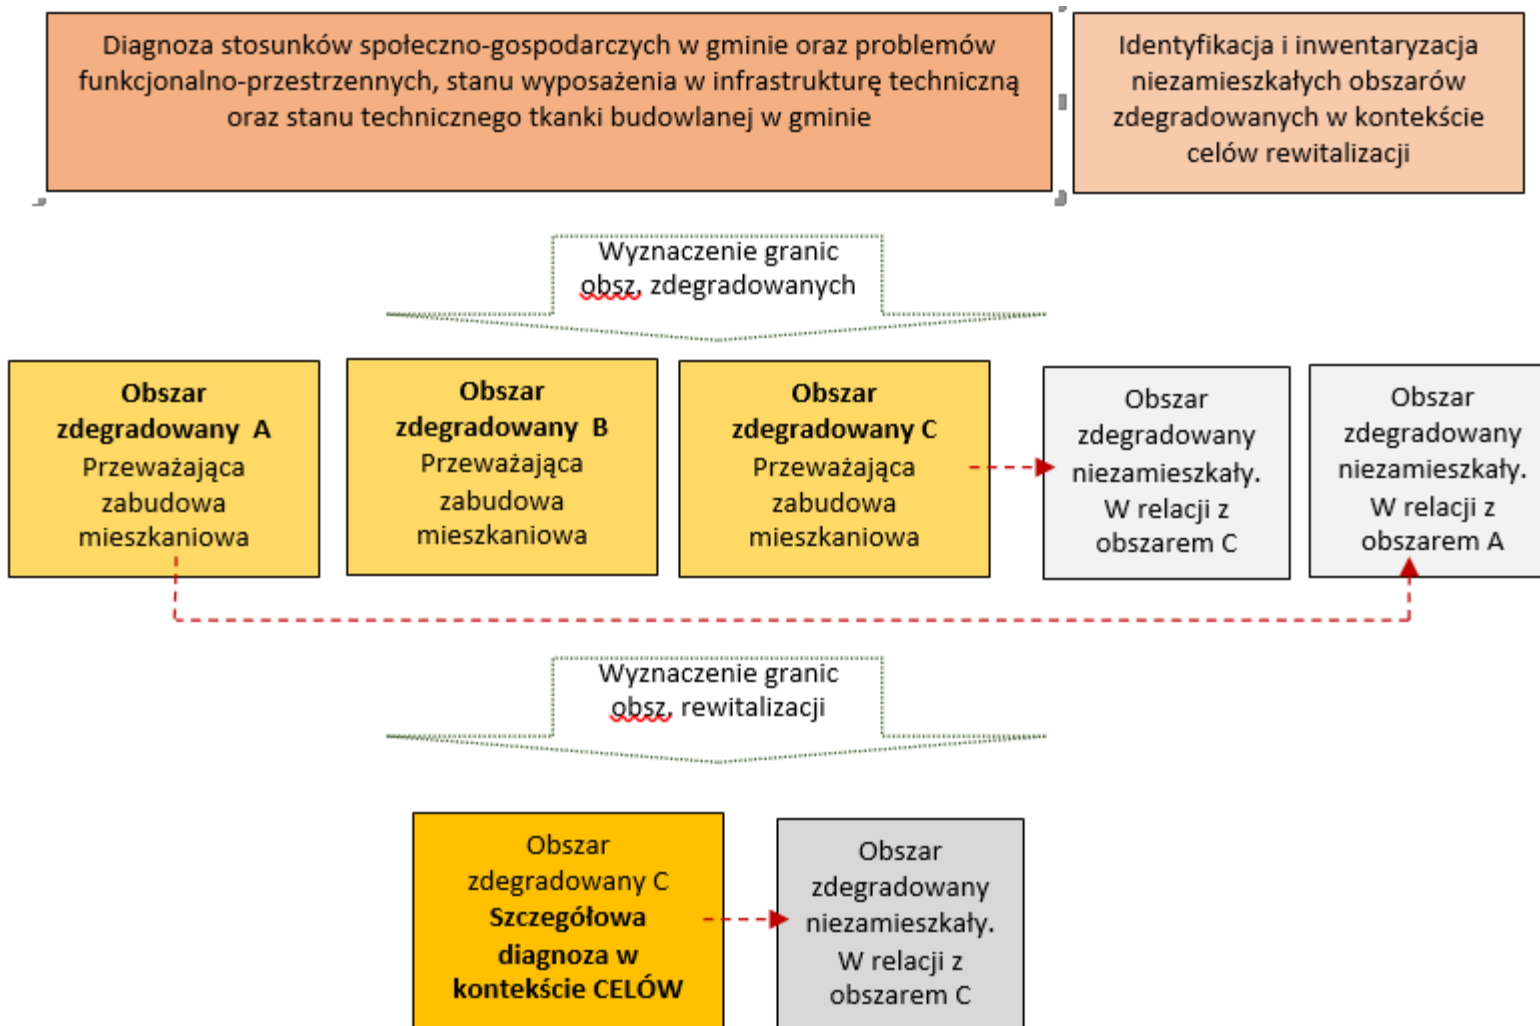 Diagnoza stosunków społeczno-gospodarczych w gminie oraz problemów
funkcjonalno-przestrzennych, stanu wyposażenia w infrastrukturę techniczną
oraz stanu technicznego tkanki budowlanej w gminie
Identyfikacja i inwentaryzacja
niezamieszkałych obszarów
zdegradowanych w kontekście
celów rewitalizacji
Wyznaczenie granic
obsz, zdegradowanych
Obszar
zdegradowany A
Przeważająca
zabudowa
mieszkaniowa
Obszar
zdegradowany B
Przeważająca
zabudowa
mieszkaniowa
Obszar
zdegradowany C
Przeważająca
zabudowa
mieszkaniowa
Obszar
zdegradowany
niezamieszkały.
W relacji z
obszarem C
Obszar
zdegradowany
niezamieszkały.
W relacji z
obszarem A
Wyznaczenie granic
obsz, rewitalizacji
Obszar
zdegradowany C
Szczegółowa
diagnoza w
kontekście CELÓW
Obszar
zdegradowany
niezamieszkały.
W relacji z
obszarem C